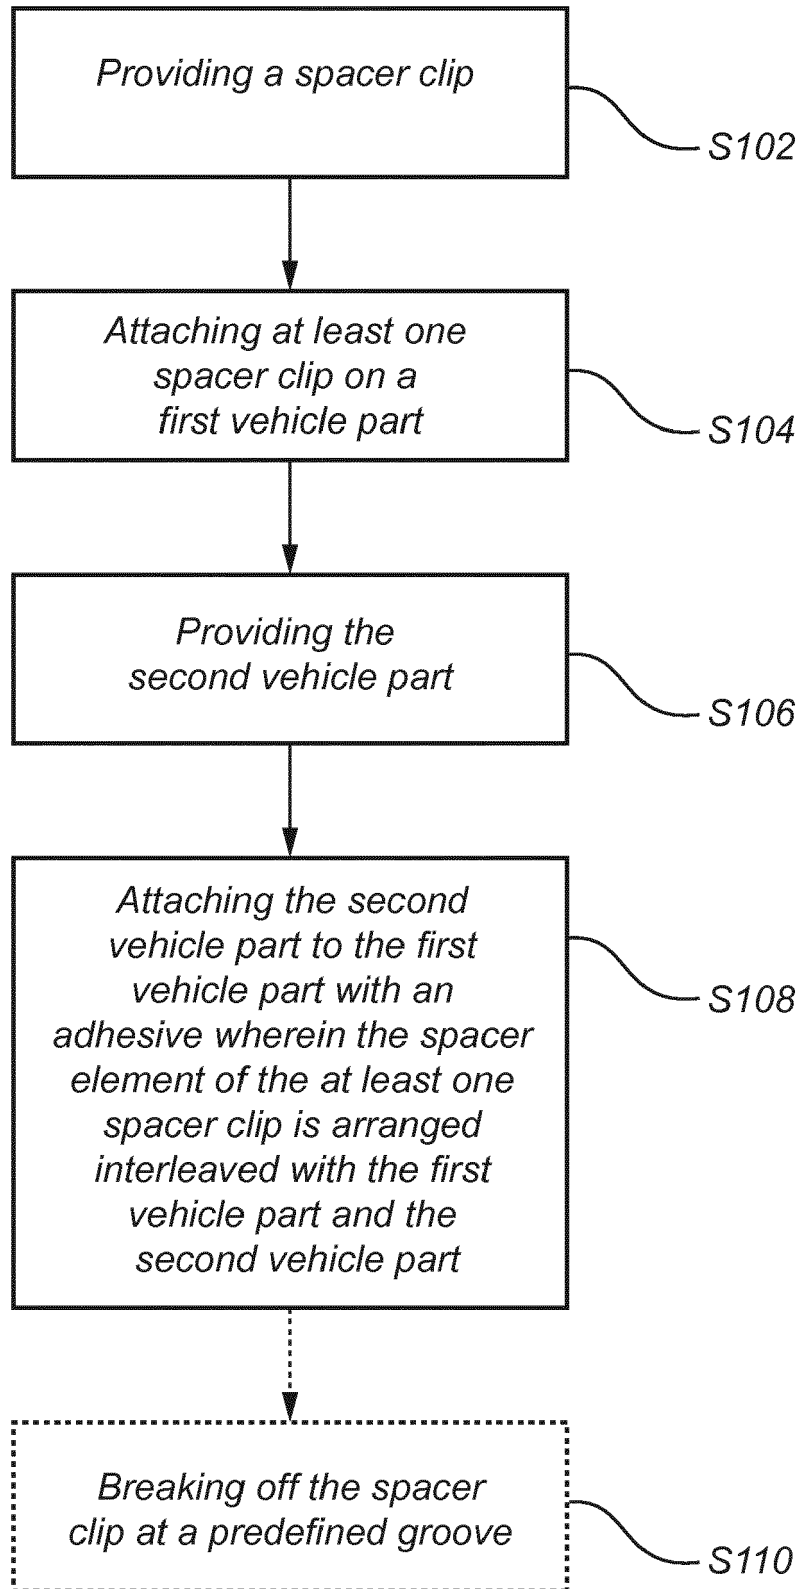 Providing a spacer clip
S102
Attaching at least one
spacer clip on a
first vehicle part
S104
Providing the
second vehicle part
S106
Attaching the second
vehicle part to the first
vehicle part with an
adhesive wherein the spacer
element of the at least one
spacer clip is arranged
interleaved with the first
vehicle part and the
second vehicle part
S108
Breaking off the spacer
clip at a predefined groove
S110